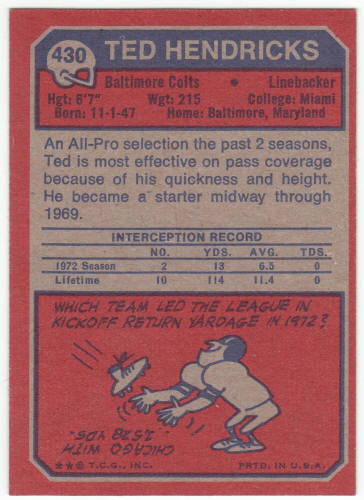 430 TED HENDRICKS
Baltimore Colts • Linebacker
Hgt: 6'7" Wgt: 215 College: Miami
Born: 11-1-47 Home: Baltimore, Maryland
An All-Pro selection the past 2 seasons,
Ted is most effective on pass coverage
because of his quickness and height.
He became a starter midway through
1969.
INTERCEPTION RECORD
NO. YDS. AVG. TDS.
1972 Season 2 13 6.5 0
Lifetime 10 114 11.4 0
WHICH TEAM LED THE LEAGUE IN
KICKOFF RETURN YARDAGE IN 1972?
CHICAGO WITH
2528 YDS.
**© T.C.G., INC. PRTD. IN U.S.A.